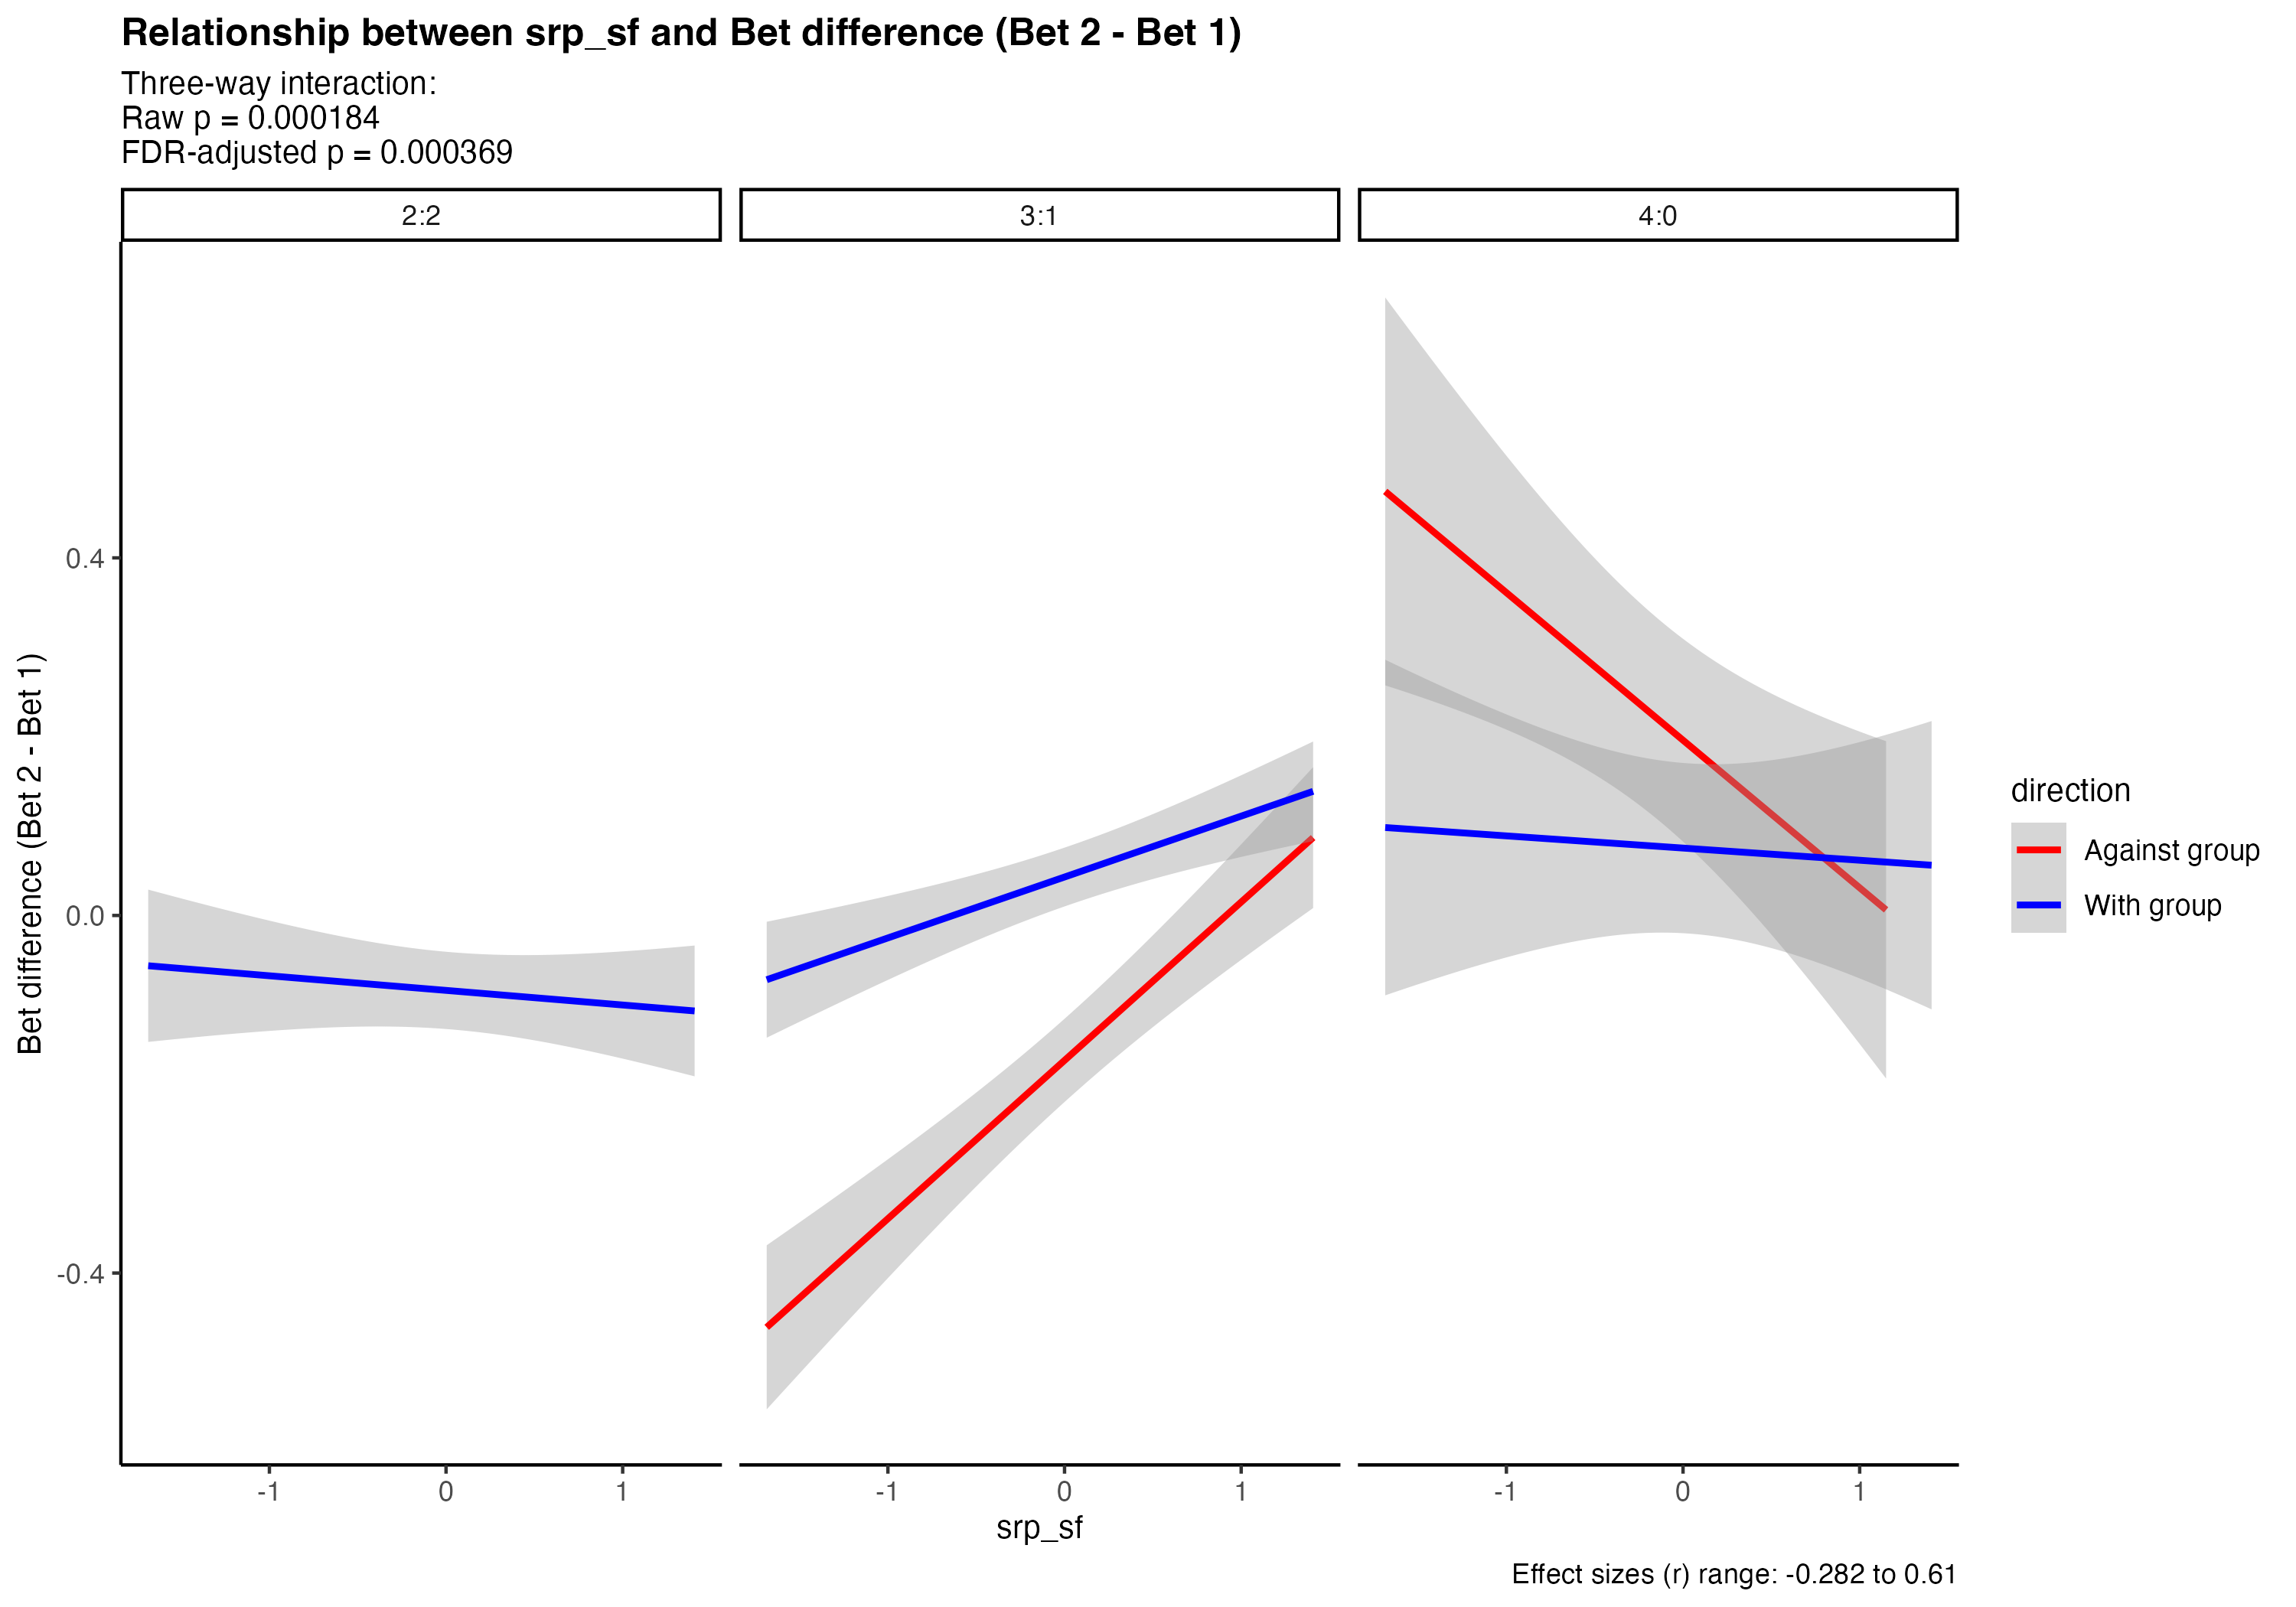 Relationship between srp_sf and Bet difference (Bet 2 - Bet 1)
Three-way interaction:
Raw p = 0.000184
FDR-adjusted p = 0.000369
2:2
3:1
4:0
Bet difference (Bet 2 - Bet 1)
0.4
0.0
-0.4
-1 0 1
-1 0 1
-1 0 1
srp_sf
direction
Against group
With group
Effect sizes (r) range: -0.282 to 0.61